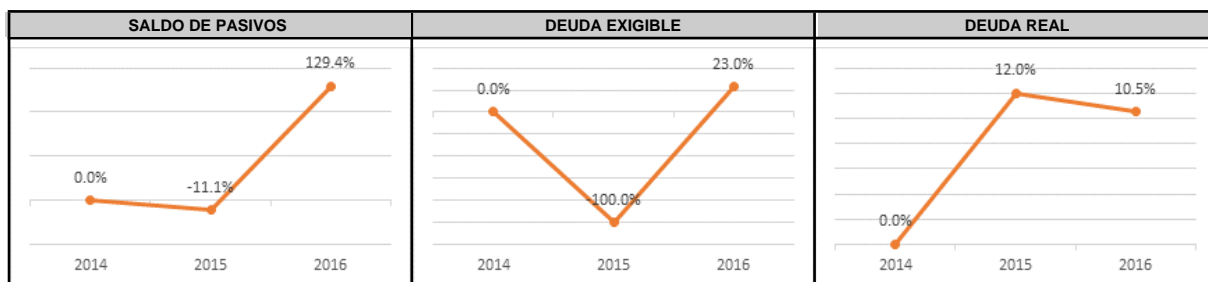 SALDO DE PASIVOS
129.4%
0.0%
-11.1%
2014 2015 2016
DEUDA EXIGIBLE
23.0%
0.0%
-100.0%
2014 2015 2016
DEUDA REAL
12.0%
10.5%
0.0%
2014 2015 2016